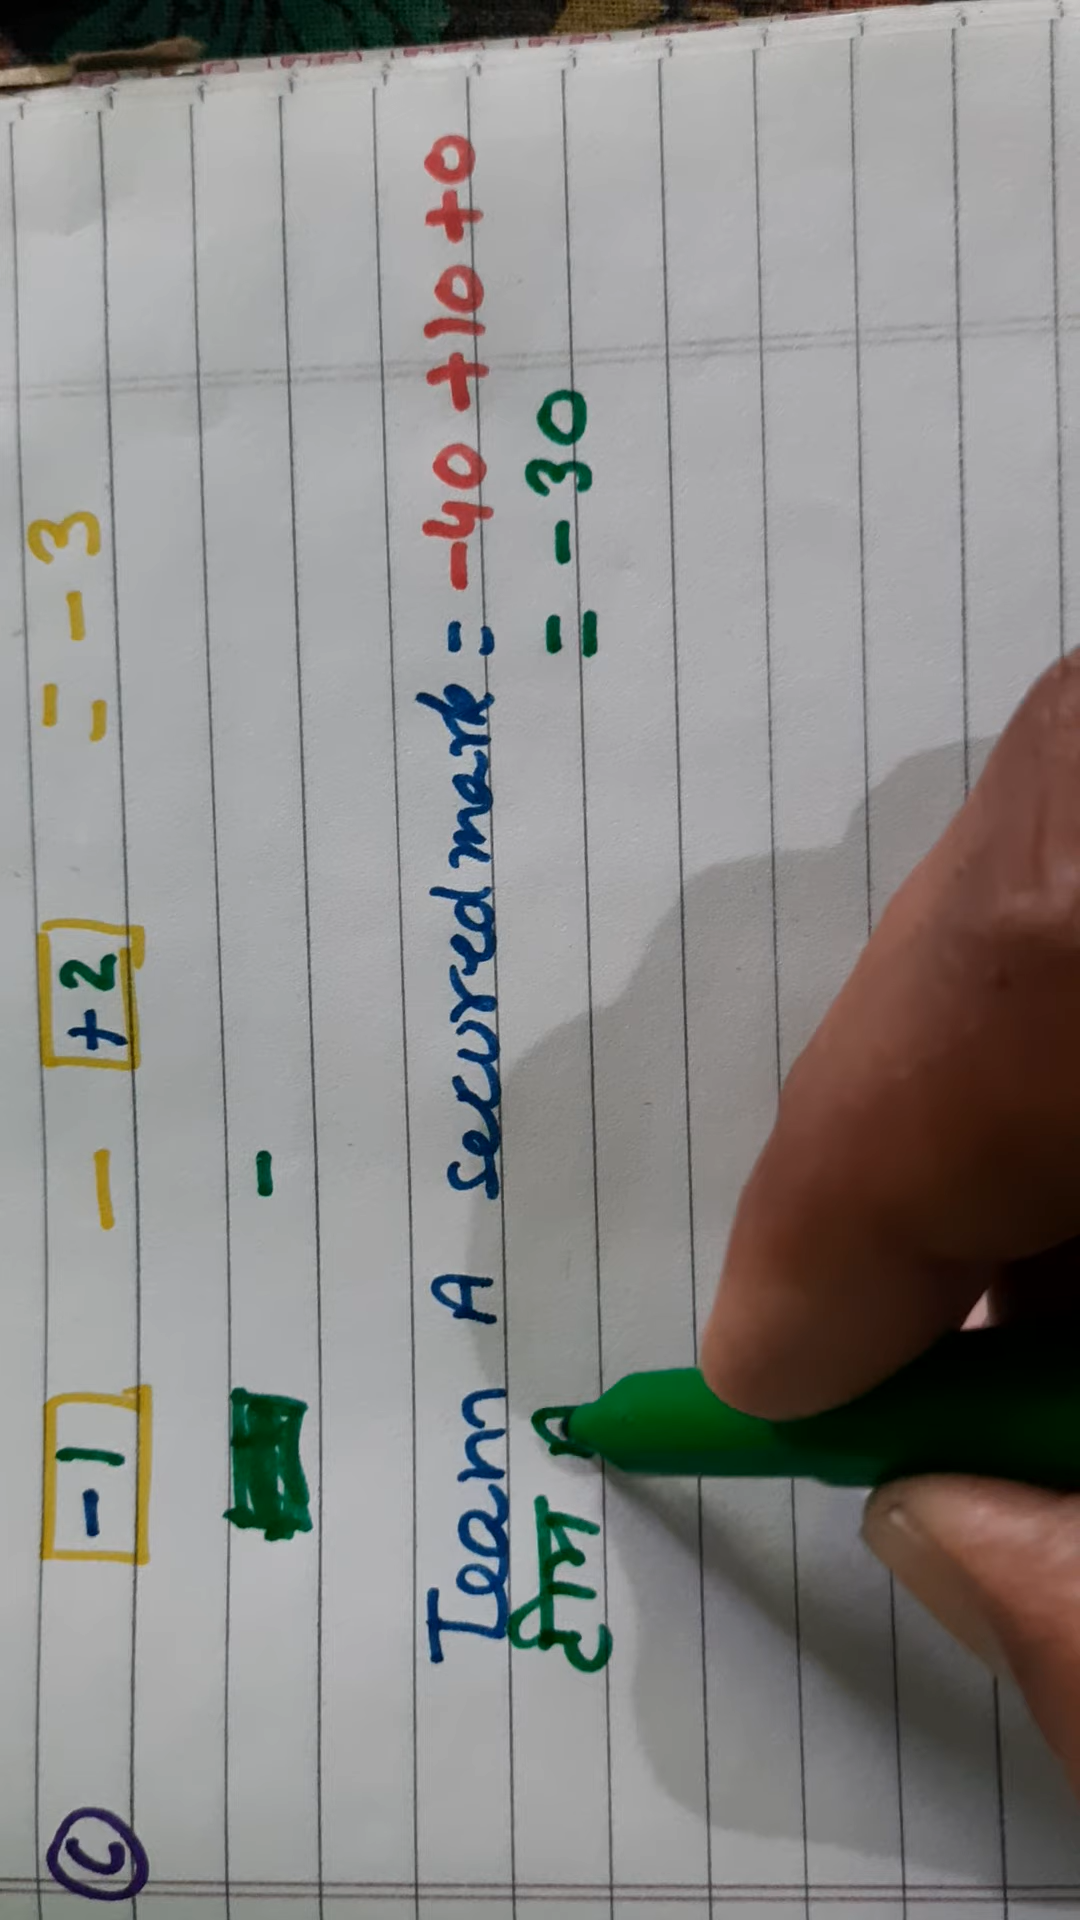 C -1 - +2 = -3
-
Team A secured mark = -40 +10 +0
टीम A = -30